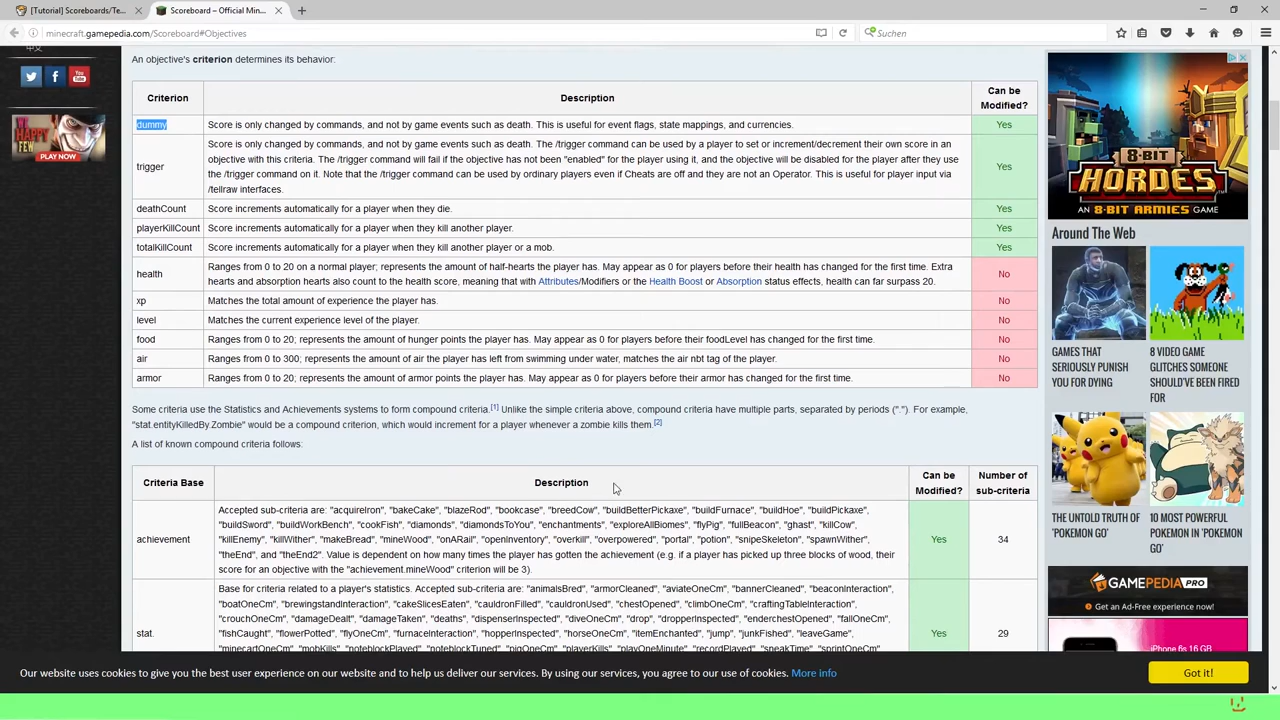 [Tutorial] Scoreboards/Te...
Scoreboard – Official Min...
minecraft.gamepedia.com/Scoreboard#Objectives
Suchen
中文
An objective's criterion determines its behavior:
Criterion
Description
Can be Modified?
dummy
Score is only changed by commands, and not by game events such as death. This is useful for event flags, state mappings, and currencies.
Yes
trigger
Score is only changed by commands, and not by game events such as death. The /trigger command can be used by a player to set or increment/decrement their own score in an
objective with this criteria. The /trigger command will fail if the objective has not been "enabled" for the player using it, and the objective will be disabled for the player after they use
the /trigger command on it. Note that the /trigger command can be used by ordinary players even if Cheats are off and they are not an Operator. This is useful for player input via
/tellraw interfaces.
Yes
deathCount
Score increments automatically for a player when they die.
Yes
playerKillCount
Score increments automatically for a player when they kill another player.
Yes
totalKillCount
Score increments automatically for a player when they kill another player or a mob.
Yes
health
Ranges from 0 to 20 on a normal player; represents the amount of half-hearts the player has. May appear as 0 for players before their health has changed for the first time. Extra
hearts and absorption hearts also count to the health score, meaning that with Attributes/Modifiers or the Health Boost or Absorption status effects, health can far surpass 20.
No
xp
Matches the total amount of experience the player has.
No
level
Matches the current experience level of the player.
No
food
Ranges from 0 to 20; represents the amount of hunger points the player has. May appear as 0 for players before their foodLevel has changed for the first time.
No
air
Ranges from 0 to 300; represents the amount of air the player has left from swimming under water, matches the air nbt tag of the player.
No
armor
Ranges from 0 to 20; represents the amount of armor points the player has. May appear as 0 for players before their armor has changed for the first time.
No
Some criteria use the Statistics and Achievements systems to form compound criteria.[1] Unlike the simple criteria above, compound criteria have multiple parts, separated by periods ("."). For example,
"stat.entityKilledBy.Zombie" would be a compound criterion, which would increment for a player whenever a zombie kills them.[2]
A list of known compound criteria follows:
Criteria Base
Description
Can be Modified?
Number of sub-criteria
achievement
Accepted sub-criteria are: "acquireIron", "bakeCake", "blazeRod", "bookcase", "breedCow", "buildBetterPickaxe", "buildFurnace", "buildHoe", "buildPickaxe",
"buildSword", "buildWorkBench", "cookFish", "diamonds", "diamondsToYou", "enchantments", "exploreAllBiomes", "flyPig", "fullBeacon", "ghast", "killCow",
"killEnemy", "killWither", "makeBread", "mineWood", "onARail", "openInventory", "overkill", "overpowered", "portal", "potion", "snipeSkeleton", "spawnWither",
"theEnd", and "theEnd2". Value is dependent on how many times the player has gotten the achievement (e.g. if a player has picked up three blocks of wood, their
score for an objective with the "achievement.mineWood" criterion will be 3).
Yes
34
stat.
Base for criteria related to a player's statistics. Accepted sub-criteria are: "animalsBred", "armorCleaned", "aviateOneCm", "bannerCleaned", "beaconInteraction",
"boatOneCm", "brewingstandInteraction", "cakeSlicesEaten", "cauldronFilled", "cauldronUsed", "chestOpened", "climbOneCm", "craftingTableInteraction",
"crouchOneCm", "damageDealt", "damageTaken", "deaths", "dispenserInspected", "diveOneCm", "drop", "dropperInspected", "enderchestOpened", "fallOneCm",
"fishCaught", "flowerPotted", "flyOneCm", "furnaceInteraction", "hopperInspected", "horseOneCm", "itemEnchanted", "jump", "junkFished", "leaveGame",
"minecartOneCm", "mobKills", "noteblockPlayed", "noteblockTuned", "pigOneCm", "playerKills", "playOneMinute", "recordPlayed", "sneakTime", "sprintOneCm",
Yes
29
WE HAPPY FEW
PLAY NOW
8-BIT
HORDES
AN 8-BIT ARMIES GAME
Around The Web
GAMES THAT SERIOUSLY PUNISH YOU FOR DYING
8 VIDEO GAME GLITCHES SOMEONE SHOULD'VE BEEN FIRED FOR
THE UNTOLD TRUTH OF 'POKEMON GO'
10 MOST POWERFUL POKEMON IN 'POKEMON GO'
GAMEPEDIA PRO
Get an Ad-Free experience now!
iPhone 6s 16 GB
Our website uses cookies to give you the best user experience on our website and to help us deliver our services. By using our services, you agree to our use of cookies. More info
Got it!